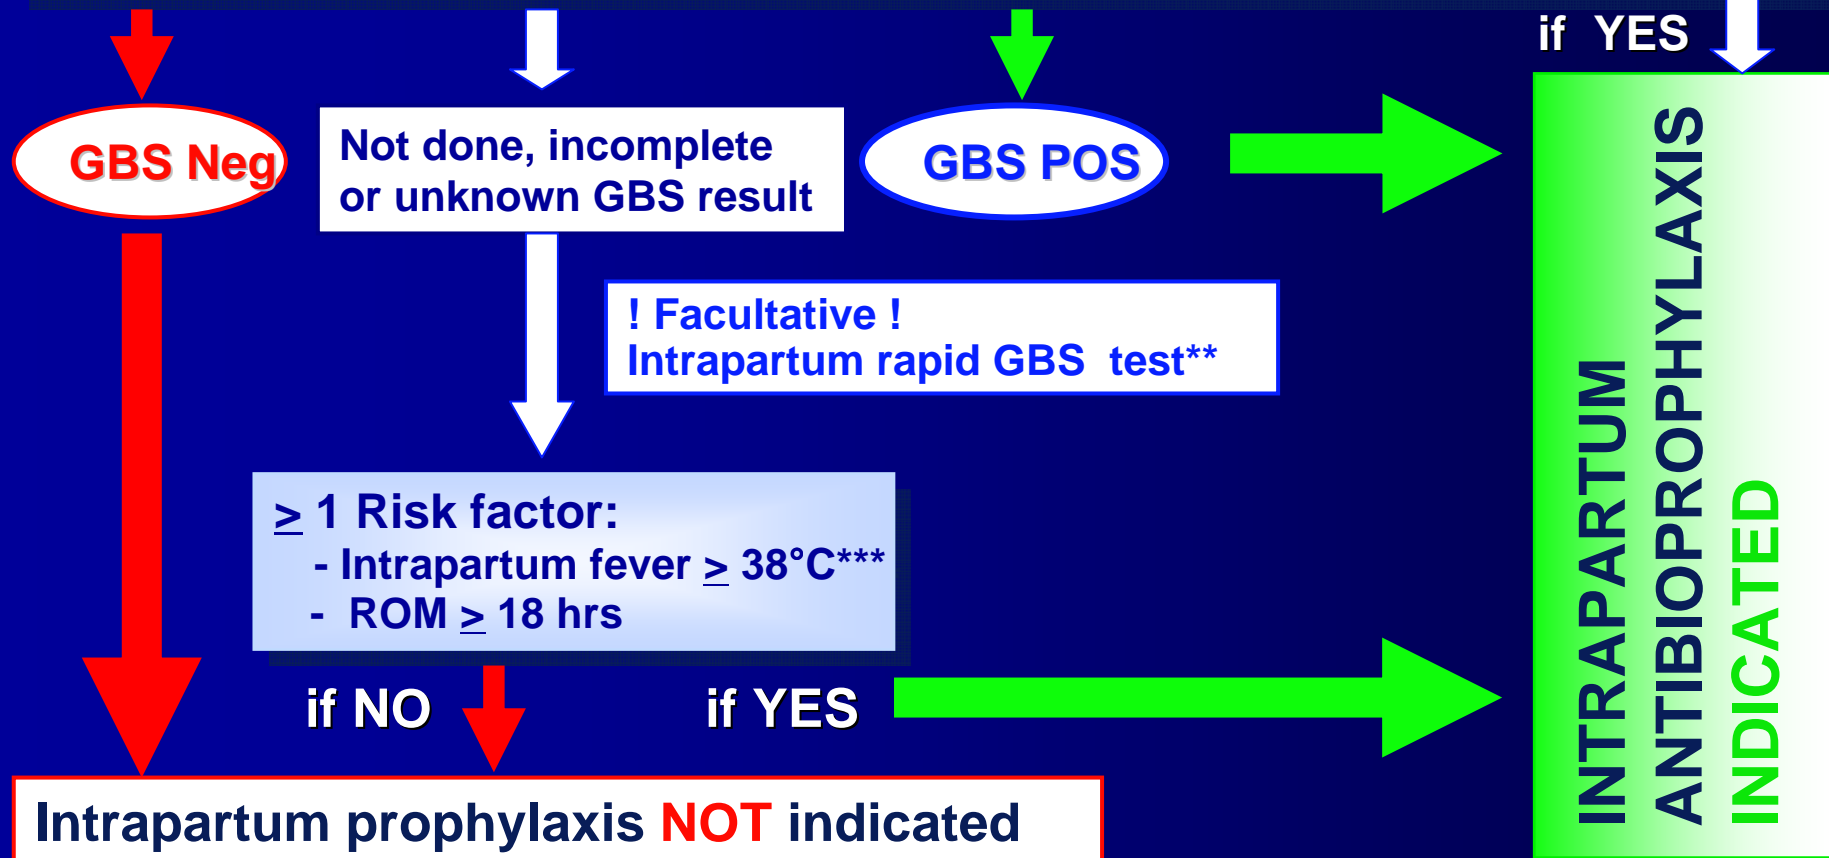 if YES
GBS Neg
Not done, incomplete
or unknown GBS result
GBS POS
! Facultative !
Intrapartum rapid GBS test**
≥ 1 Risk factor:
- Intrapartum fever ≥ 38°C***
- ROM ≥ 18 hrs
if NO
if YES
Intrapartum prophylaxis NOT indicated
INTRAPARTUM
ANTIBIOPROPHYLAXIS
INDICATED